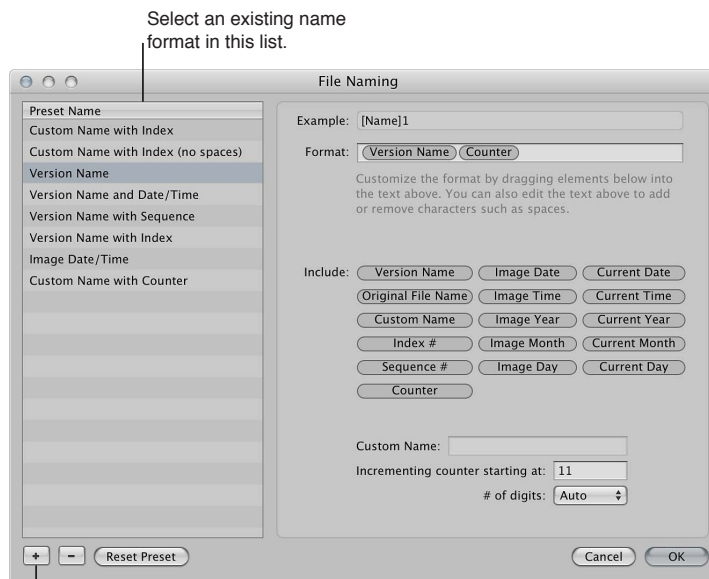 Select an existing name
format in this list.
File Naming
Preset Name
Custom Name with Index
Custom Name with Index (no spaces)
Version Name
Version Name and Date/Time
Version Name with Sequence
Version Name with Index
Image Date/Time
Custom Name with Counter
Example: [Name]1
Format: Version Name Counter
Customize the format by dragging elements below into
the text above. You can also edit the text above to add
or remove characters such as spaces.
Include: Version Name Image Date Current Date
Original File Name Image Time Current Time
Custom Name Image Year Current Year
Index # Image Month Current Month
Sequence # Image Day Current Day
Counter
Custom Name:
Incrementing counter starting at: 11
# of digits: Auto
+ - Reset Preset Cancel OK